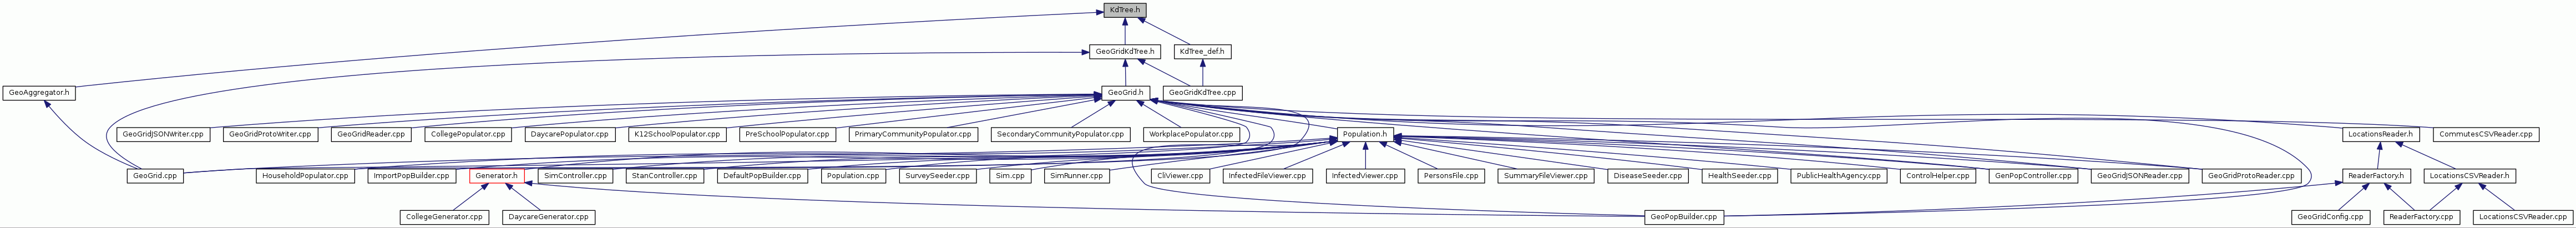 KdTree.h
GeoGridKdTree.h
KdTree_def.h
GeoAggregator.h
GeoGrid.h
GeoGridKdTree.cpp
GeoGridJSONWriter.cpp
GeoGridProtoWriter.cpp
GeoGridReader.cpp
CollegePopulator.cpp
DaycarePopulator.cpp
K12SchoolPopulator.cpp
PreSchoolPopulator.cpp
PrimaryCommunityPopulator.cpp
SecondaryCommunityPopulator.cpp
WorkplacePopulator.cpp
Population.h
LocationsReader.h
CommutesCSVReader.cpp
GeoGrid.cpp
HouseholdPopulator.cpp
ImportPopBuilder.cpp
Generator.h
SimController.cpp
StanController.cpp
DefaultPopBuilder.cpp
Population.cpp
SurveySeeder.cpp
Sim.cpp
SimRunner.cpp
CliViewer.cpp
InfectedFileViewer.cpp
InfectedViewer.cpp
PersonsFile.cpp
SummaryFileViewer.cpp
DiseaseSeeder.cpp
HealthSeeder.cpp
PublicHealthAgency.cpp
ControlHelper.cpp
GenPopController.cpp
GeoGridJSONReader.cpp
GeoGridProtoReader.cpp
ReaderFactory.h
LocationsCSVReader.h
CollegeGenerator.cpp
DaycareGenerator.cpp
GeoPopBuilder.cpp
GeoGridConfig.cpp
ReaderFactory.cpp
LocationsCSVReader.cpp